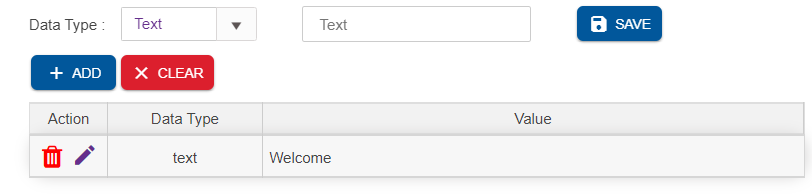 Data Type : Text Text SAVE
ADD CLEAR
Action Data Type Value
text Welcome